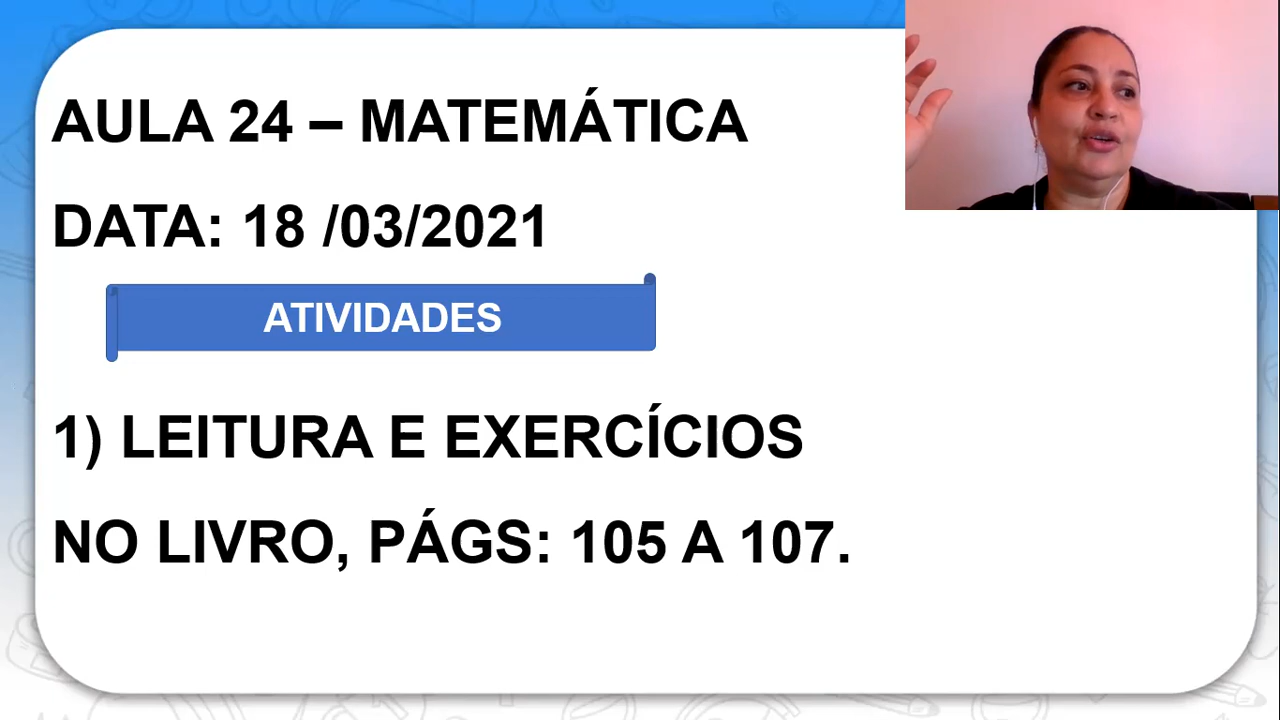 AULA 24 – MATEMÁTICA
DATA: 18 /03/2021
ATIVIDADES
1) LEITURA E EXERCÍCIOS
NO LIVRO, PÁGS: 105 A 107.